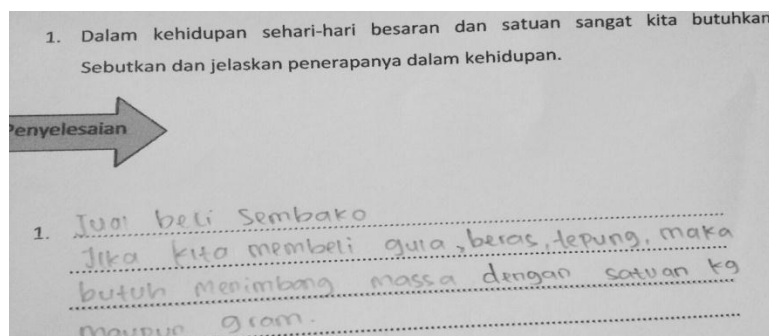 1. Dalam kehidupan sehari-hari besaran dan satuan sangat kita butuhkan
Sebutkan dan jelaskan penerapanya dalam kehidupan.
Penyelesaian
1. Jual beli sembako
Jika kita membeli gula, beras, tepung, maka
butuh menimbang massa dengan satuan kg
maupun gram.